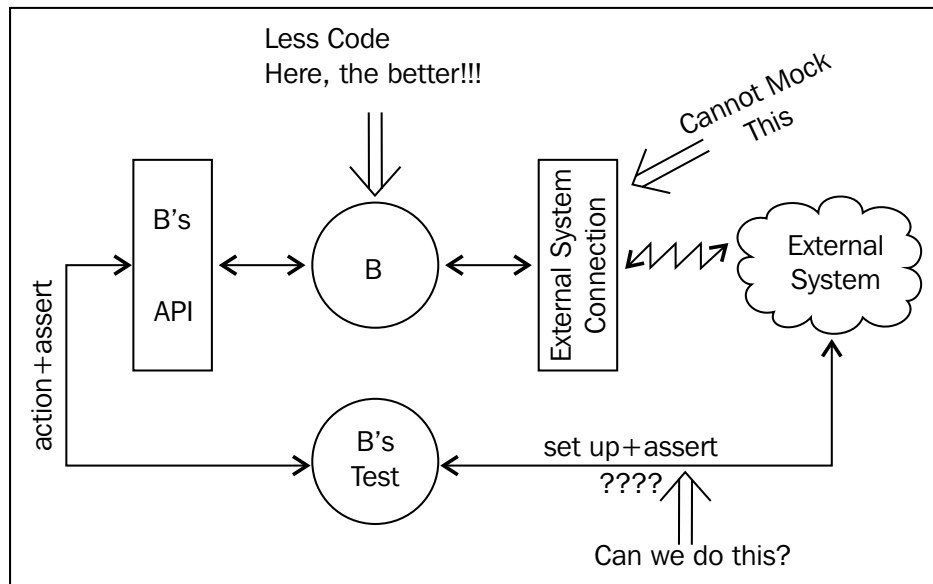 Less Code
Here, the better!!!
Cannot Mock
This
B's
API
B
External System
Connection
External
System
action+assert
B's
Test
set up+assert
????
Can we do this?